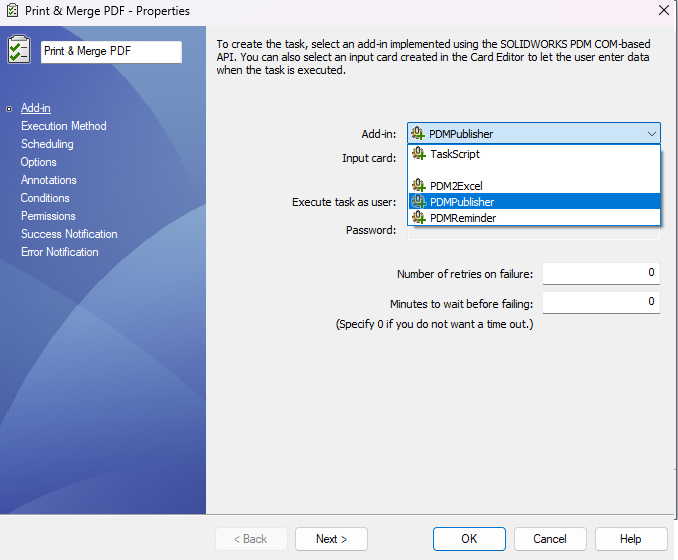 Print & Merge PDF - Properties
Print & Merge PDF
To create the task, select an add-in implemented using the SOLIDWORKS PDM COM-based
API. You can also select an input card created in the Card Editor to let the user enter data
when the task is executed.
Add-in
Execution Method
Scheduling
Options
Annotations
Conditions
Permissions
Success Notification
Error Notification
Add-in: PDMPublisher
Input card: TaskScript
PDM2Excel
Execute task as user: PDMPublisher
PDMReminder
Password:
Number of retries on failure: 0
Minutes to wait before failing: 0
(Specify 0 if you do not want a time out.)
< Back Next > OK Cancel Help